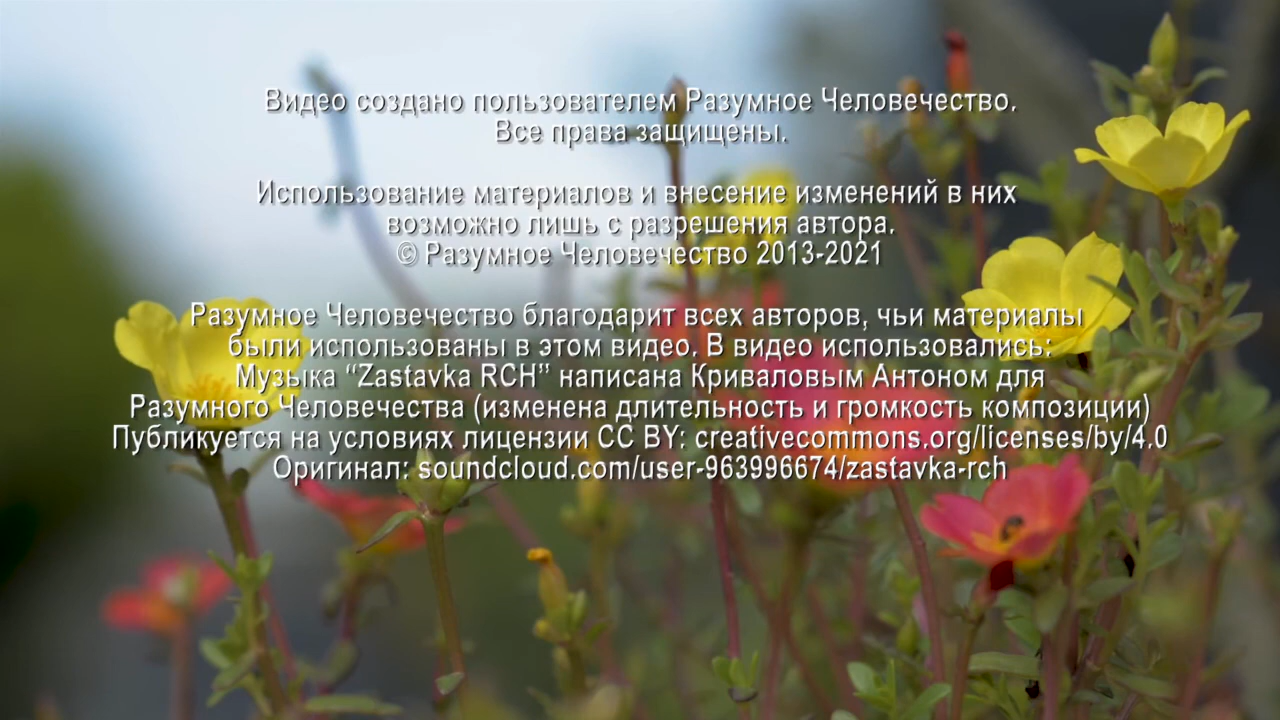 Видео создано пользователем Разумное Человечество.
Все права защищены.
Использование материалов и внесение изменений в них
возможно лишь с разрешения автора.
© Разумное Человечество 2013-2021
Разумное Человечество благодарит всех авторов, чьи материалы
были использованы в этом видео. В видео использовались:
Музыка “Zastavka RCH” написана Криваловым Антоном для
Разумного Человечества (изменена длительность и громкость композиции)
Публикуется на условиях лицензии CC BY: creativecommons.org/licenses/by/4.0
Оригинал: soundcloud.com/user-963996674/zastavka-rch